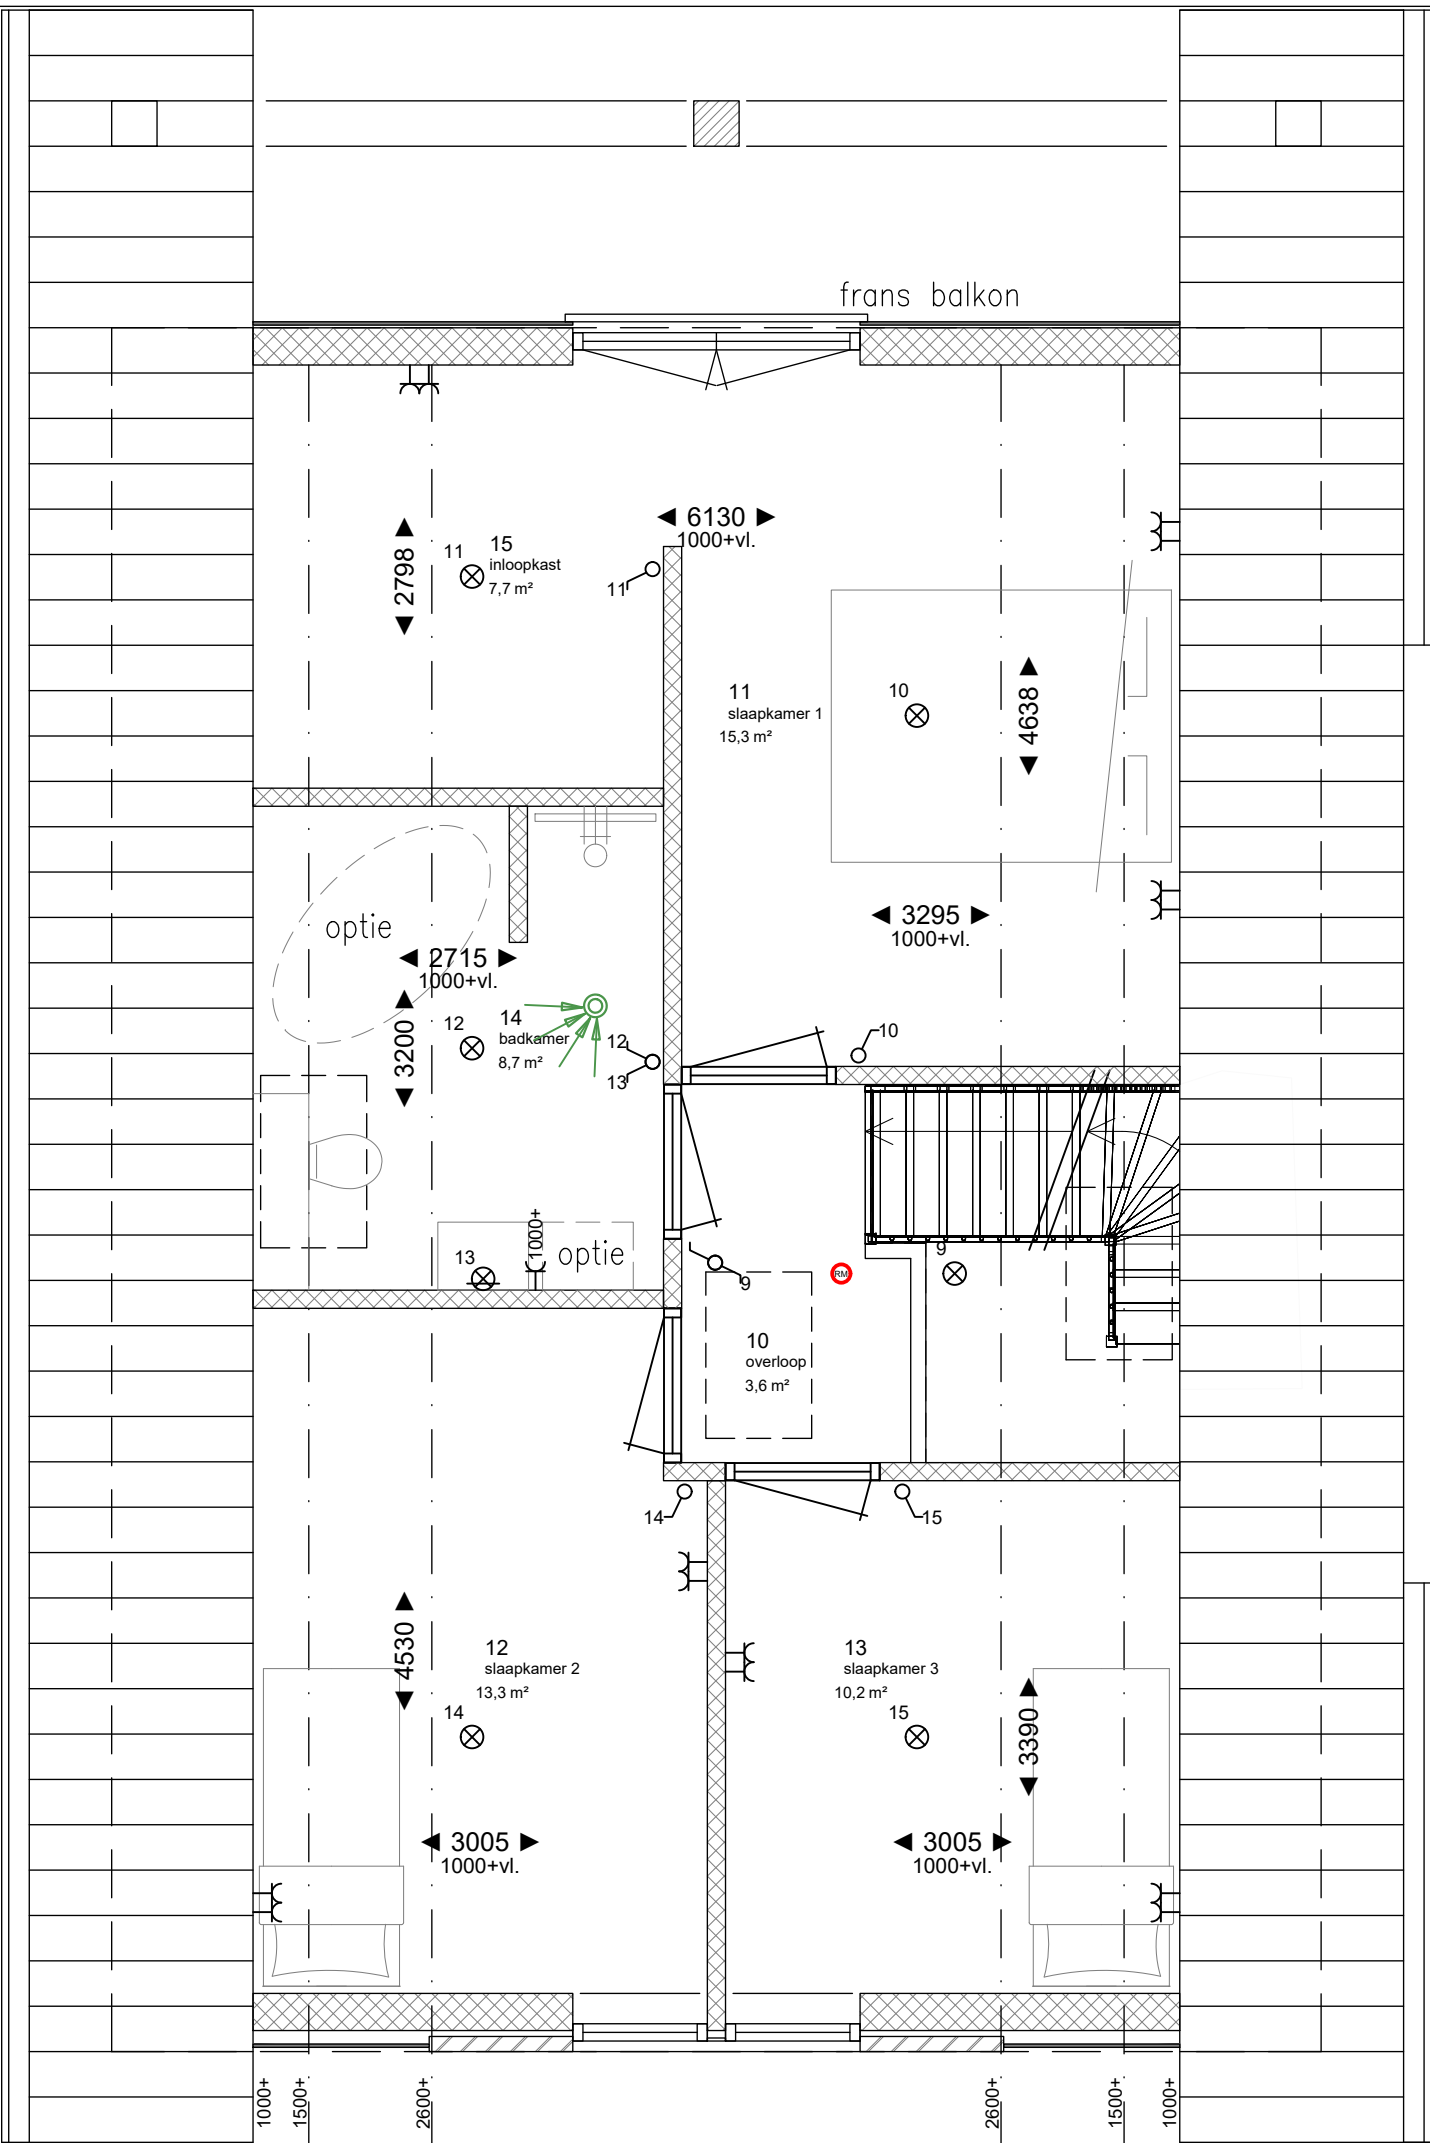 frans balkon
6130
1000+vl.
2798
11
15
inloopkast
7,7 m²
11
11
slaapkamer 1
15,3 m²
10
4638
3295
1000+vl.
optie
2715
1000+vl.
3200
12
14
badkamer
8,7 m²
12
13
10
13
1000+
optie
9
RM
9
10
overloop
3,6 m²
14
15
4530
12
slaapkamer 2
13,3 m²
14
13
slaapkamer 3
10,2 m²
15
3390
3005
1000+vl.
3005
1000+vl.
1000+
1500+
2600+
2600+
1500+
1000+